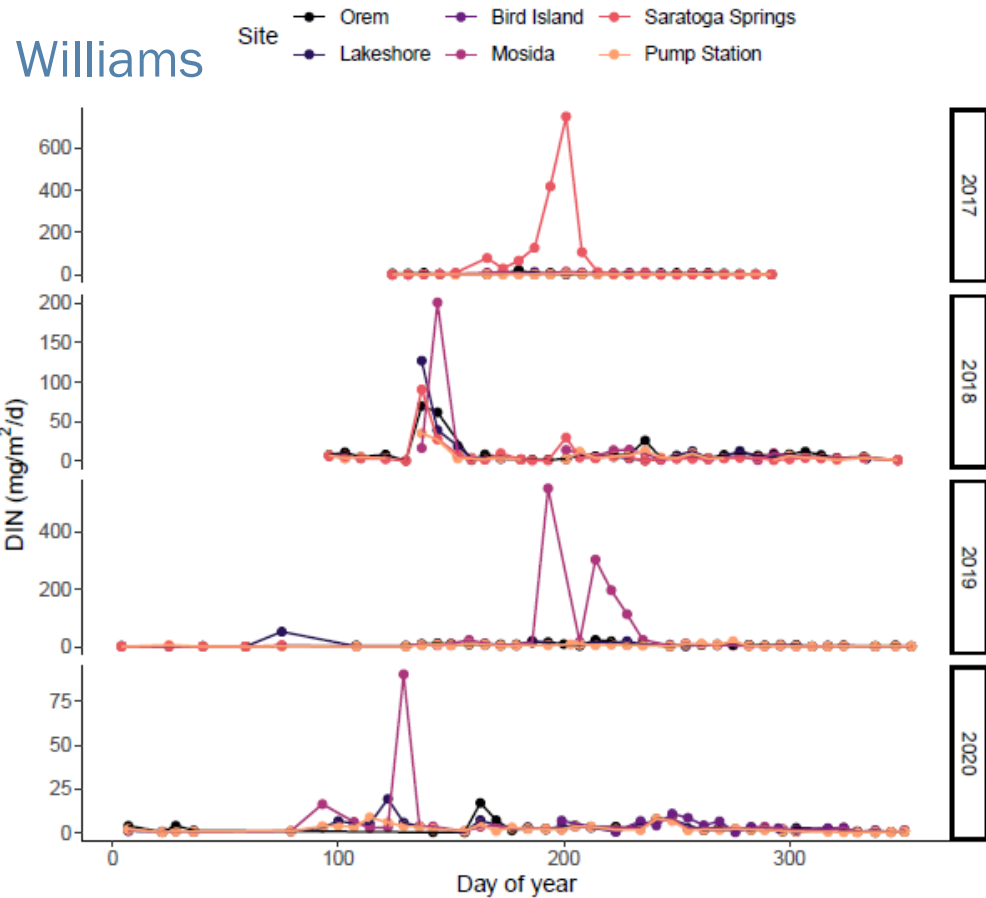 Williams
Site
Orem
Bird Island
Saratoga Springs
Lakeshore
Mosida
Pump Station
DIN (mg/m²/d)
600
400
200
0
2017
200
150
100
50
0
2018
400
200
0
2019
75
50
25
0
2020
0
100
200
300
Day of year